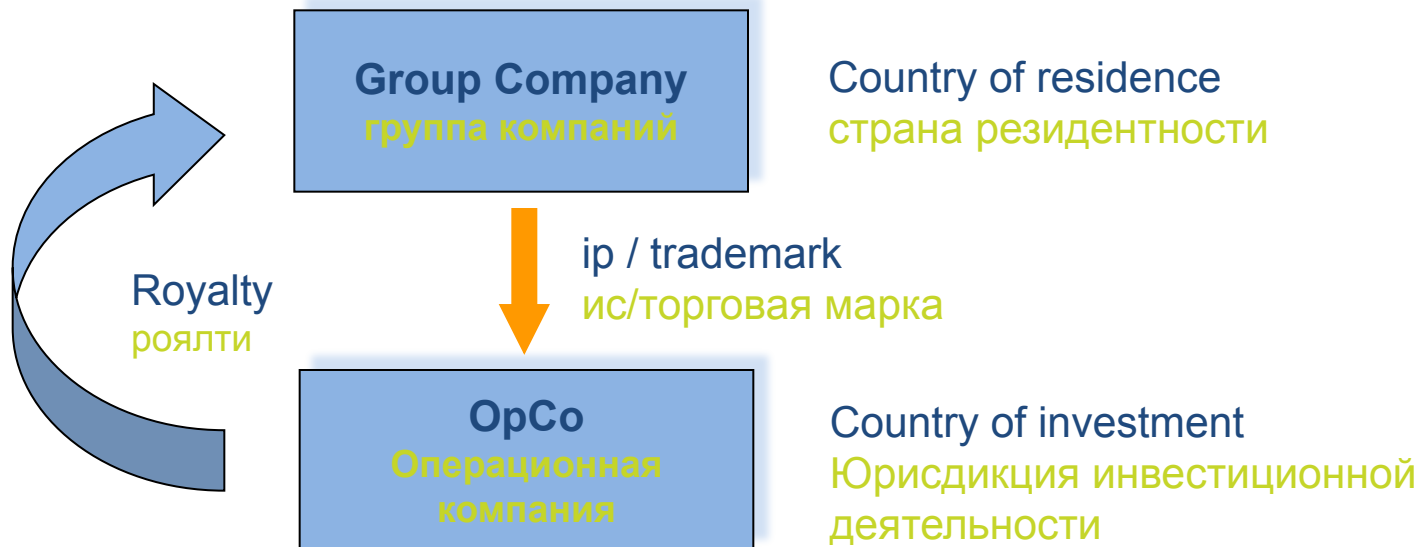 Group Company
группа компаний
Country of residence
страна резидентности
ip / trademark
ис/торговая марка
Royalty
роялти
OpCo
Операционная
компания
Country of investment
Юрисдикция инвестиционной
деятельности